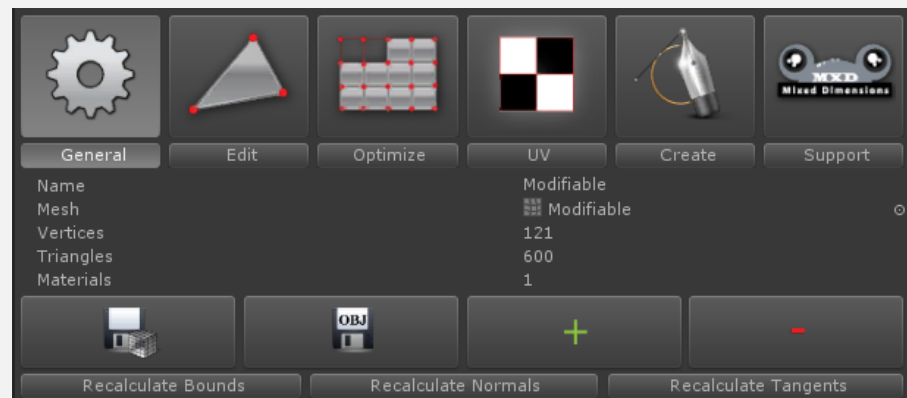 MXD
Mixed Dimensions
General Edit Optimize UV Create Support
Name Modifiable
Mesh Modifiable
Vertices 121
Triangles 600
Materials 1
OBJ
+ -
Recalculate Bounds Recalculate Normals Recalculate Tangents